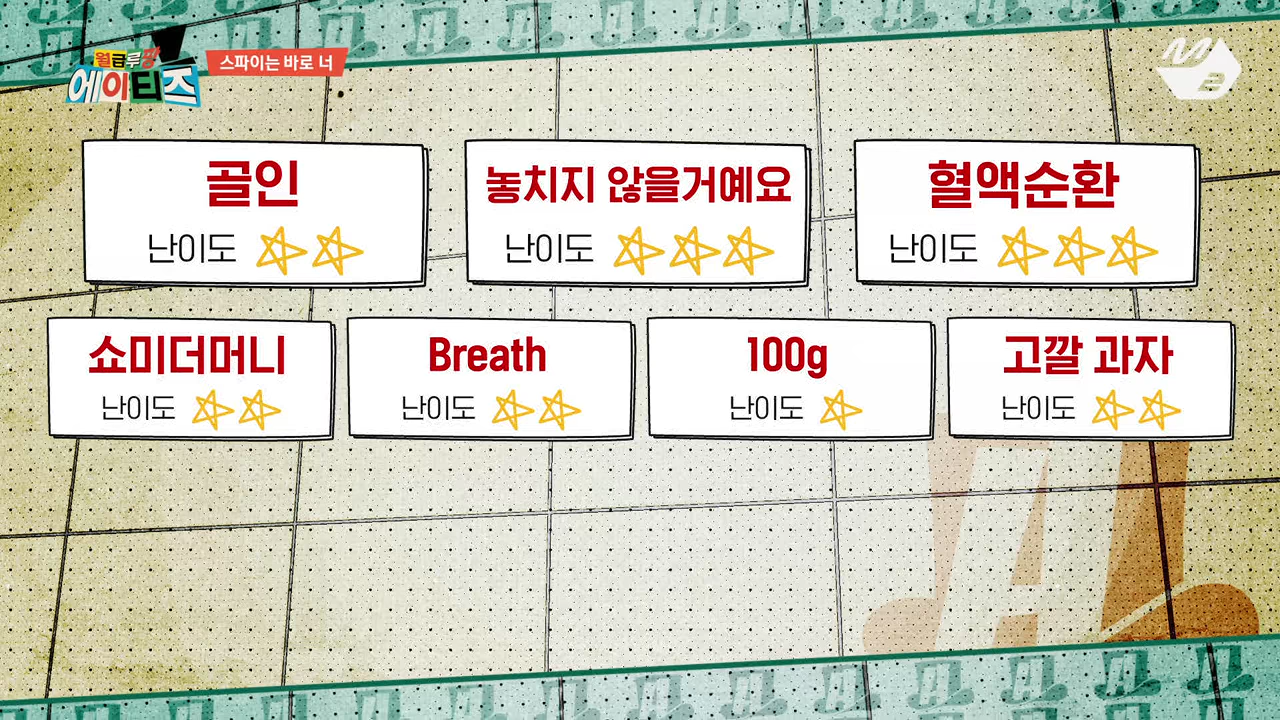 월급루팡
에이티즈
스파이는 바로 너
M2
골인
난이도
놓치지 않을거예요
난이도
혈액순환
난이도
쇼미더머니
난이도
Breath
난이도
100g
난이도
고깔 과자
난이도